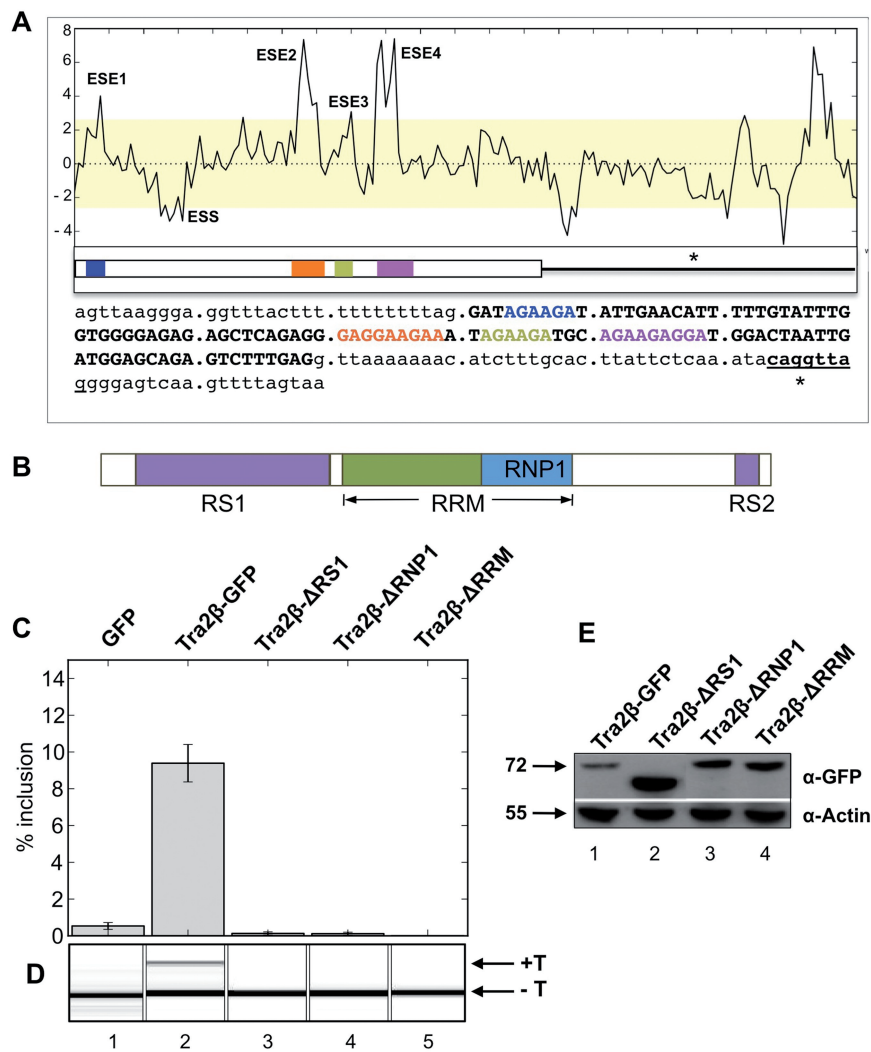 A
8
6
4
2
0
- 2
- 4
ESE1
ESE2
ESE3
ESE4
ESS
*
agttaaggga.ggtttacttt.tttttttttag.GATAGAAGAT.ATTGAACATT.TTTGTATTTG
GTGGGGAGAG.AGCTCAGAGG.GAGGAAGAAA.TAGAAGATGC.AGAAGAGGAT.GGACTAATTG
ATGGAGCAGA.GTCTTTGAGg.ttaaaaaaac.atctttgcac.ttattctcaa.atacaggtta
ggggagtcaa.gttttagtaa
*
B
RS1
RRM
RNP1
RS2
C
GFP
Tra2β-GFP
Tra2β-ΔRS1
Tra2β-ΔRNP1
Tra2β-ΔRRM
% inclusion
14
12
10
8
6
4
2
0
D
+T
- T
1 2 3 4 5
E
Tra2β-GFP
Tra2β-ΔRS1
Tra2β-ΔRNP1
Tra2β-ΔRRM
72
α-GFP
55
α-Actin
1 2 3 4